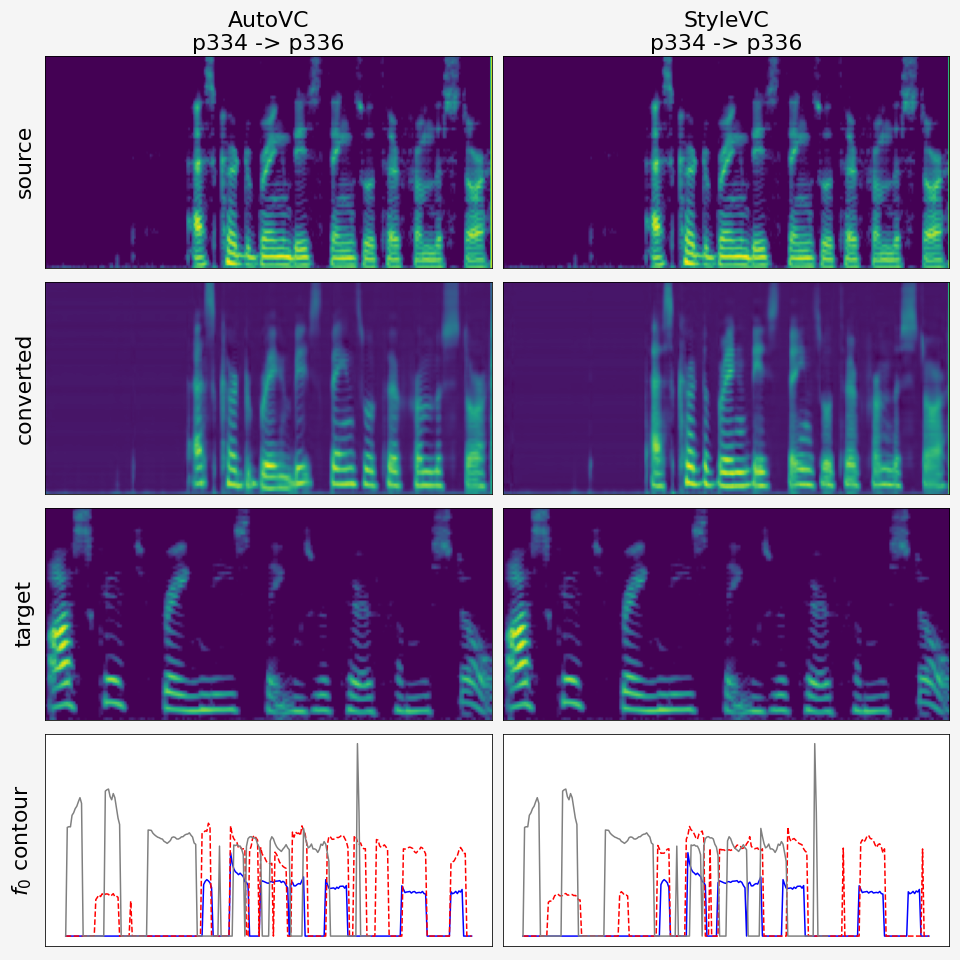 AutoVC
p334 -> p336
StyleVC
p334 -> p336
source
converted
target
f0 contour